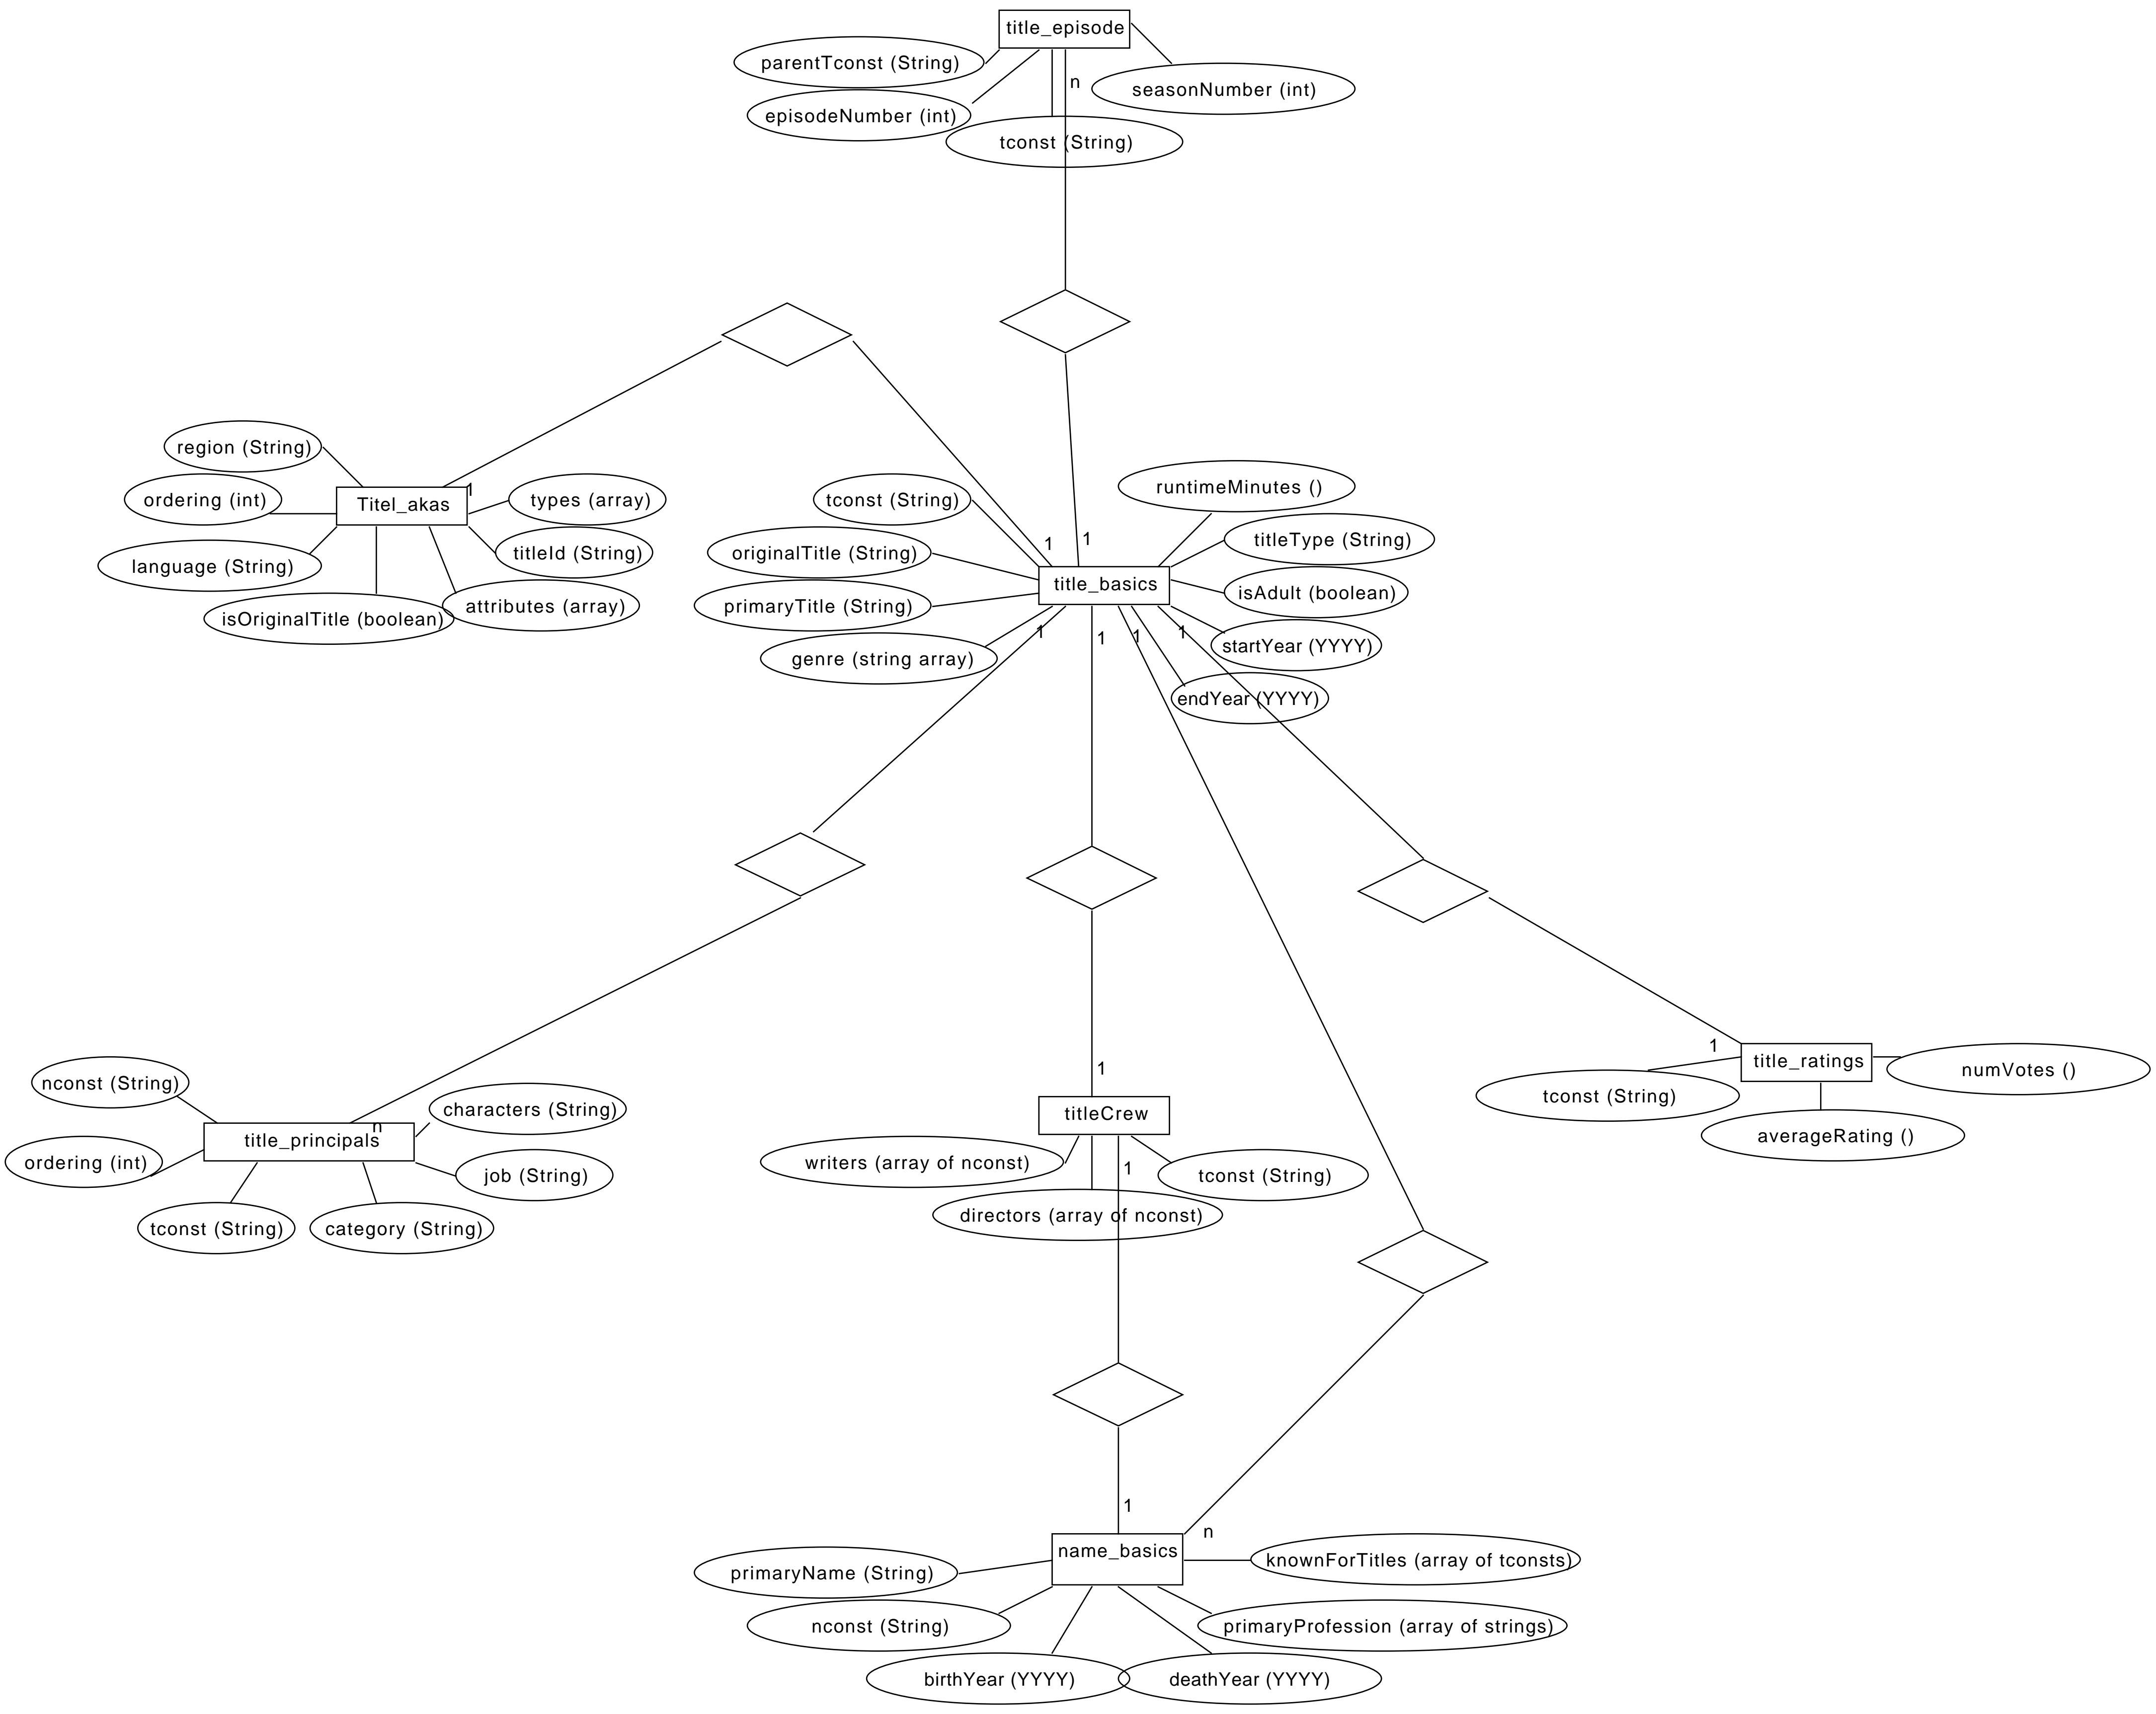 title_episode
parentTconst (String)
n
seasonNumber (int)
episodeNumber (int)
tconst (String)
region (String)
ordering (int)
Titel_akas
1
types (array)
language (String)
titleId (String)
isOriginalTitle (boolean)
attributes (array)
tconst (String)
runtimeMinutes ()
originalTitle (String)
1
1
titleType (String)
title_basics
primaryTitle (String)
isAdult (boolean)
genre (string array)
1
1
1
1
startYear (YYYY)
endYear (YYYY)
nconst (String)
characters (String)
title_principals
n
ordering (int)
job (String)
tconst (String)
category (String)
1
titleCrew
writers (array of nconst)
1
tconst (String)
directors (array of nconst)
1
title_ratings
numVotes ()
tconst (String)
averageRating ()
1
n
name_basics
knownForTitles (array of tconsts)
primaryName (String)
nconst (String)
primaryProfession (array of strings)
birthYear (YYYY)
deathYear (YYYY)